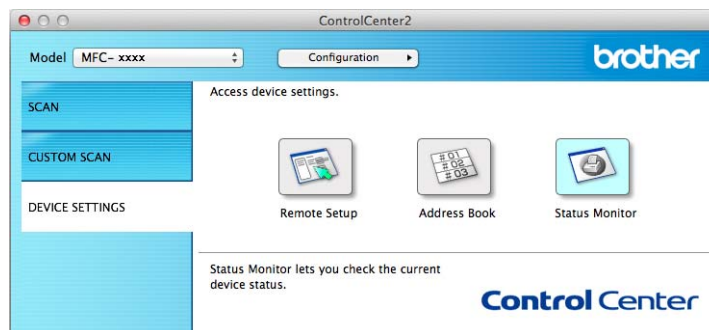 ControlCenter2
Model MFC- xxxx Configuration brother
SCAN
CUSTOM SCAN
DEVICE SETTINGS
Access device settings.
#01
#02
#03
Remote Setup Address Book Status Monitor
Status Monitor lets you check the current
device status.
Control Center